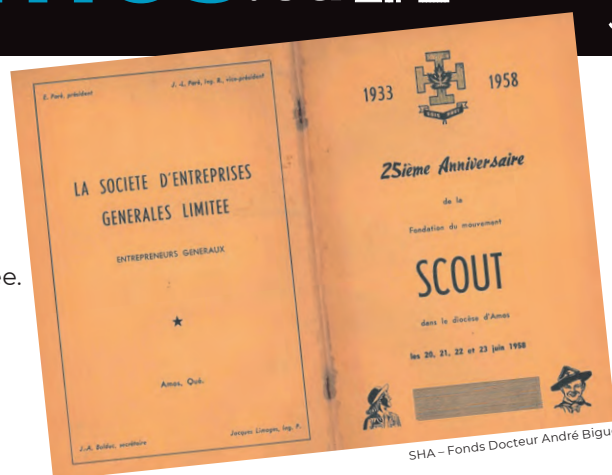 E. Paré, président
J.-L. Paré, Ing. R., vice-président
LA SOCIETE D'ENTREPRISES
GENERALES LIMITEE
ENTREPRENEURS GENERAUX
Amos, Qué.
J.-A. Bolduc, secrétaire
Jacques Limoges, Ing. P.
1933
1958
25ième Anniversaire
de la
Fondation du mouvement
SCOUT
dans le diocèse d'Amos
les 20, 21, 22 et 23 juin 1958
SHA – Fonds Docteur André Bigu